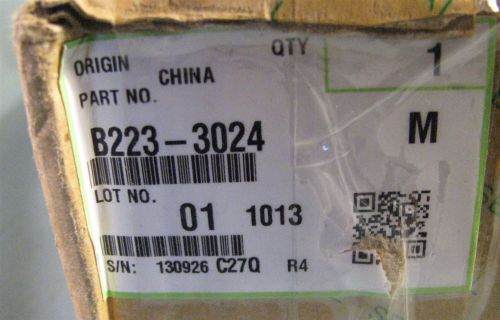 ORIGIN CHINA QTY 1
PART NO.
B223-3024 M
LOT NO.
01 1013
S/N: 130926 C27Q R4